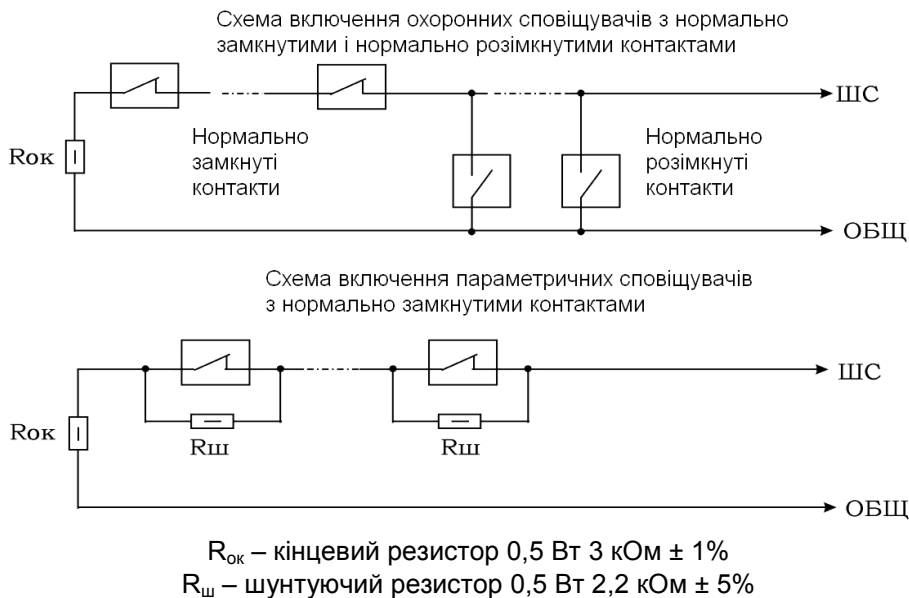 Схема включення охоронних сповіщувачів з нормально
замкнутими і нормально розімкнутими контактами
ШС
Нормально
замкнуті
контакти
Нормально
розімкнуті
контакти
Rок
ОБЩ
Схема включення параметричних сповіщувачів
з нормально замкнутими контактами
ШС
Rок
Rш
Rш
ОБЩ
Rок – кінцевий резистор 0,5 Вт 3 кОм ± 1%
Rш – шунтуючий резистор 0,5 Вт 2,2 кОм ± 5%